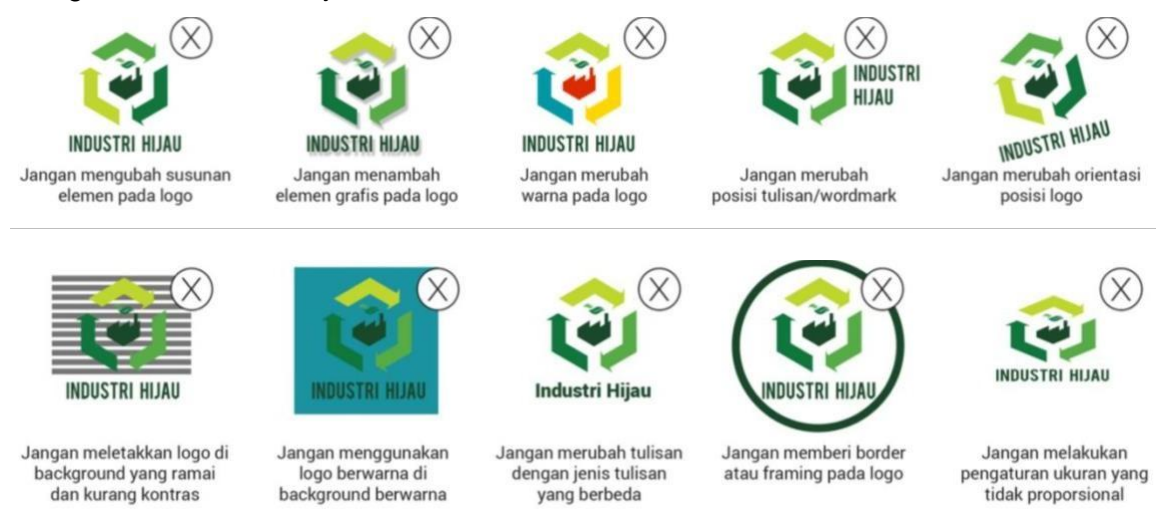 INDUSTRI HIJAU
Jangan mengubah susunan
elemen pada logo
INDUSTRI HIJAU
Jangan menambah
elemen grafis pada logo
INDUSTRI HIJAU
Jangan merubah
warna pada logo
INDUSTRI
HIJAU
Jangan merubah
posisi tulisan/wordmark
INDUSTRI HIJAU
Jangan merubah orientasi
posisi logo
INDUSTRI HIJAU
Jangan meletakkan logo di
background yang ramai
dan kurang kontras
INDUSTRI HIJAU
Jangan menggunakan
logo berwarna di
background berwarna
Industri Hijau
Jangan merubah tulisan
dengan jenis tulisan
yang berbeda
INDUSTRI HIJAU
Jangan memberi border
atau framing pada logo
INDUSTRI HIJAU
Jangan melakukan
pengaturan ukuran yang
tidak proporsional